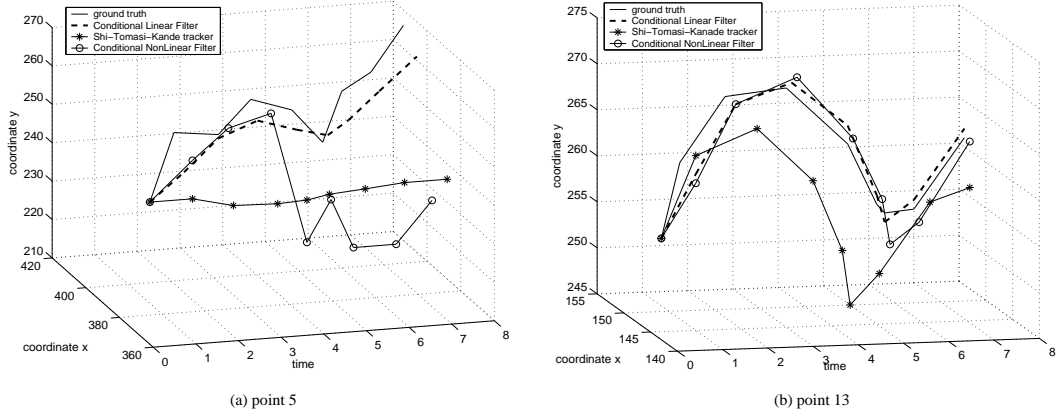 270
260
250
240
230
220
210
coordinate y
ground truth
Conditional Linear Filter
Shi−Tomasi−Kande tracker
Conditional NonLinear Filter
420
400
380
360
coordinate x
0
1
2
3
4
5
6
7
8
time
(a) point 5
275
270
265
260
255
250
245
coordinate y
ground truth
Conditional Linear Filter
Shi−Tomasi−Kanade tracker
Conditional NonLinear Filter
155
150
145
140
coordinate x
0
1
2
3
4
5
6
7
8
time
(b) point 13